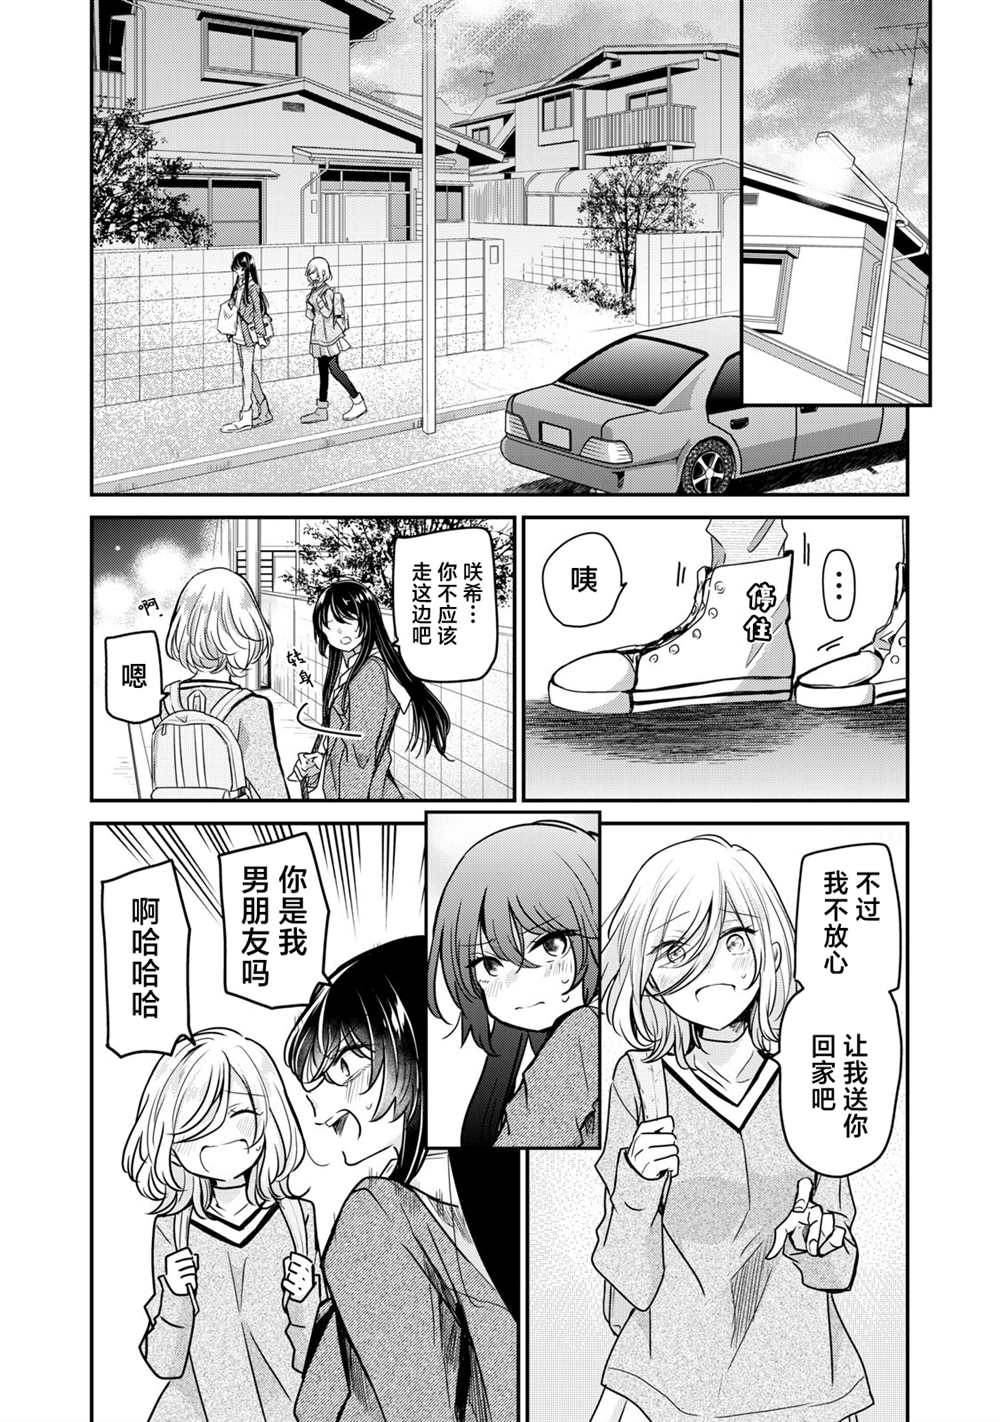 …
停住
咦
咲希…
你不应该
走这边吧
转身
啊
嗯
不过
我不放心
让我送你
回家吧
你是我
男朋友吗
啊哈哈哈